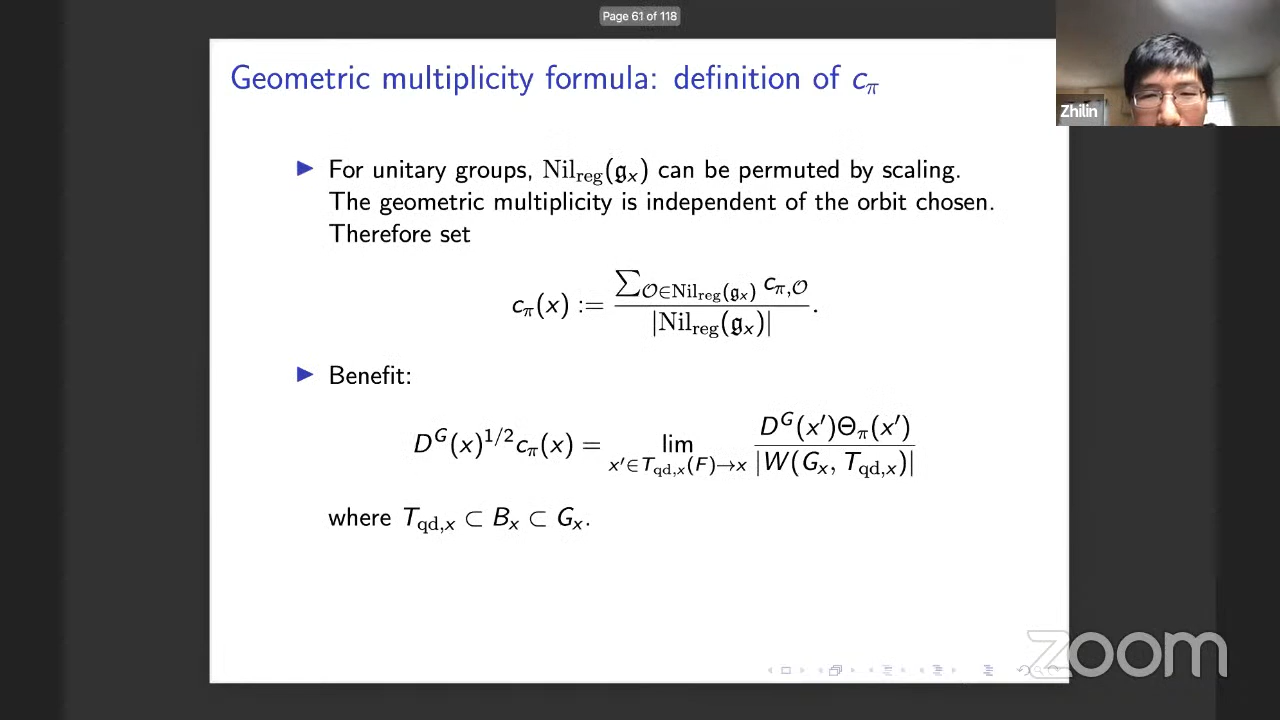 Page 61 of 118
Geometric multiplicity formula: definition of c_π
Zhilin
▶ For unitary groups, Nil_reg(𝔤_x) can be permuted by scaling.
The geometric multiplicity is independent of the orbit chosen.
Therefore set
c_π(x) := \frac{∑_{𝒪∈Nil_reg(𝔤_x)} c_{π,𝒪}}{|Nil_reg(𝔤_x)|}.
▶ Benefit:
D^G(x)^{1/2} c_π(x) = lim_{x′∈T_{qd,x}(F)→x} \frac{D^G(x′)Θ_π(x′)}{|W(G_x, T_{qd,x})|}
where T_{qd,x} ⊂ B_x ⊂ G_x.
zoom